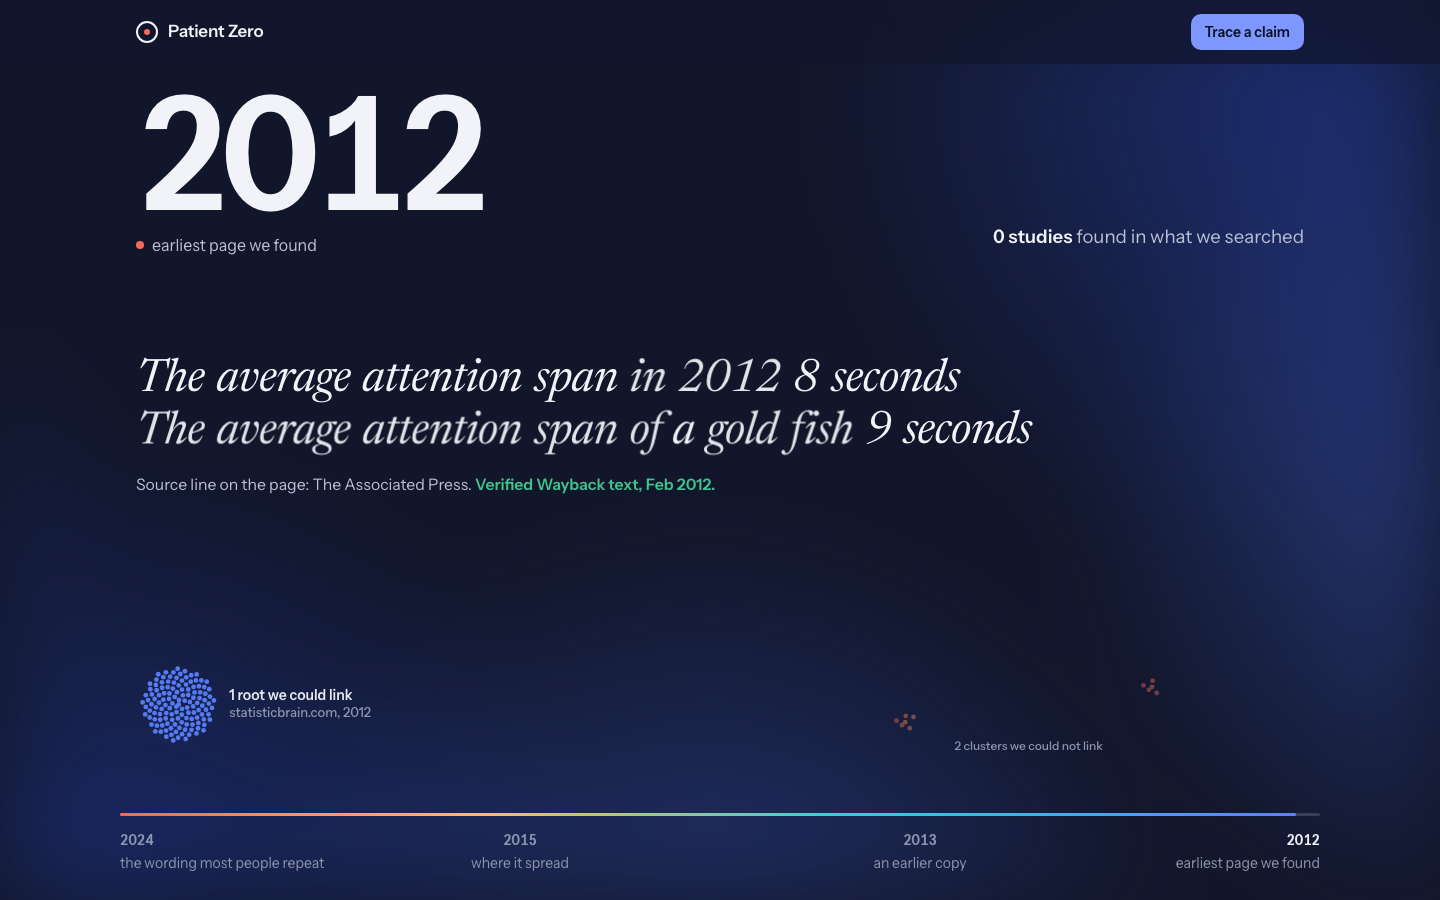 Patient Zero
Trace a claim
2012
earliest page we found
0 studies found in what we searched
The average attention span in 2012 8 seconds
The average attention span of a gold fish 9 seconds
Source line on the page: The Associated Press. Verified Wayback text, Feb 2012.
1 root we could link
statisticbrain.com, 2012
2 clusters we could not link
2024
the wording most people repeat
2015
where it spread
2013
an earlier copy
2012
earliest page we found